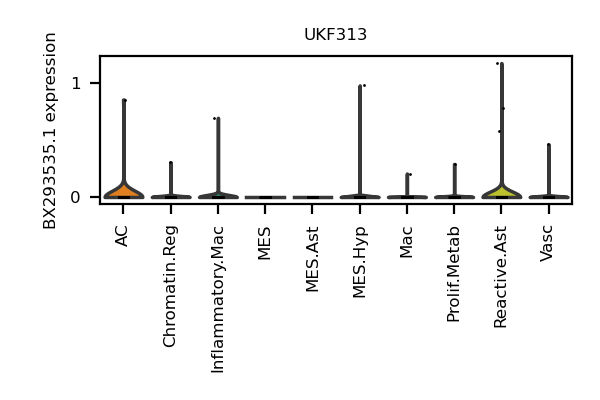 UKF313
BX293535.1 expression
1
0
AC
Chromatin.Reg
Inflammatory.Mac
MES
MES.Ast
MES.Hyp
Mac
Prolif.Metab
Reactive.Ast
Vasc